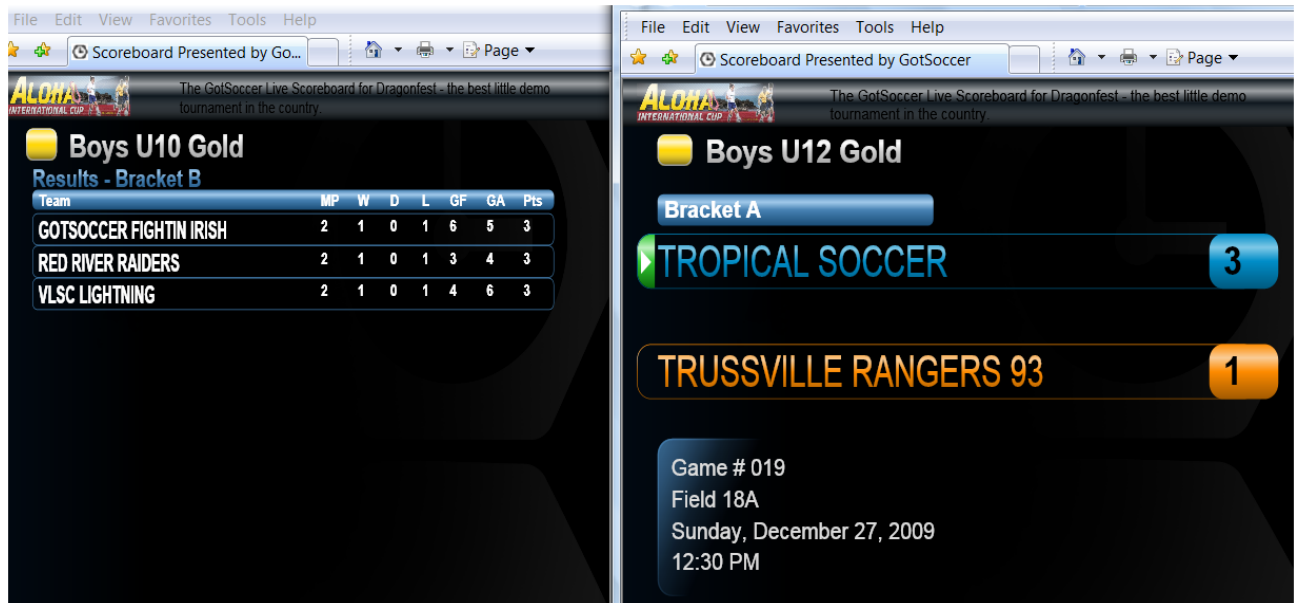 File Edit View Favorites Tools Help
Scoreboard Presented by Go... Page
ALOHA
INTERNATIONAL CUP
The GotSoccer Live Scoreboard for Dragonfest - the best little demo
tournament in the country.
Boys U10 Gold
Results - Bracket B
Team MP W D L GF GA Pts
GOTSOCCER FIGHTIN IRISH 2 1 0 1 6 5 3
RED RIVER RAIDERS 2 1 0 1 3 4 3
VLSC LIGHTNING 2 1 0 1 4 6 3
File Edit View Favorites Tools Help
Scoreboard Presented by GotSoccer Page
ALOHA
INTERNATIONAL CUP
The GotSoccer Live Scoreboard for Dragonfest - the best little demo
tournament in the country.
Boys U12 Gold
Bracket A
TROPICAL SOCCER 3
TRUSSVILLE RANGERS 93 1
Game # 019
Field 18A
Sunday, December 27, 2009
12:30 PM